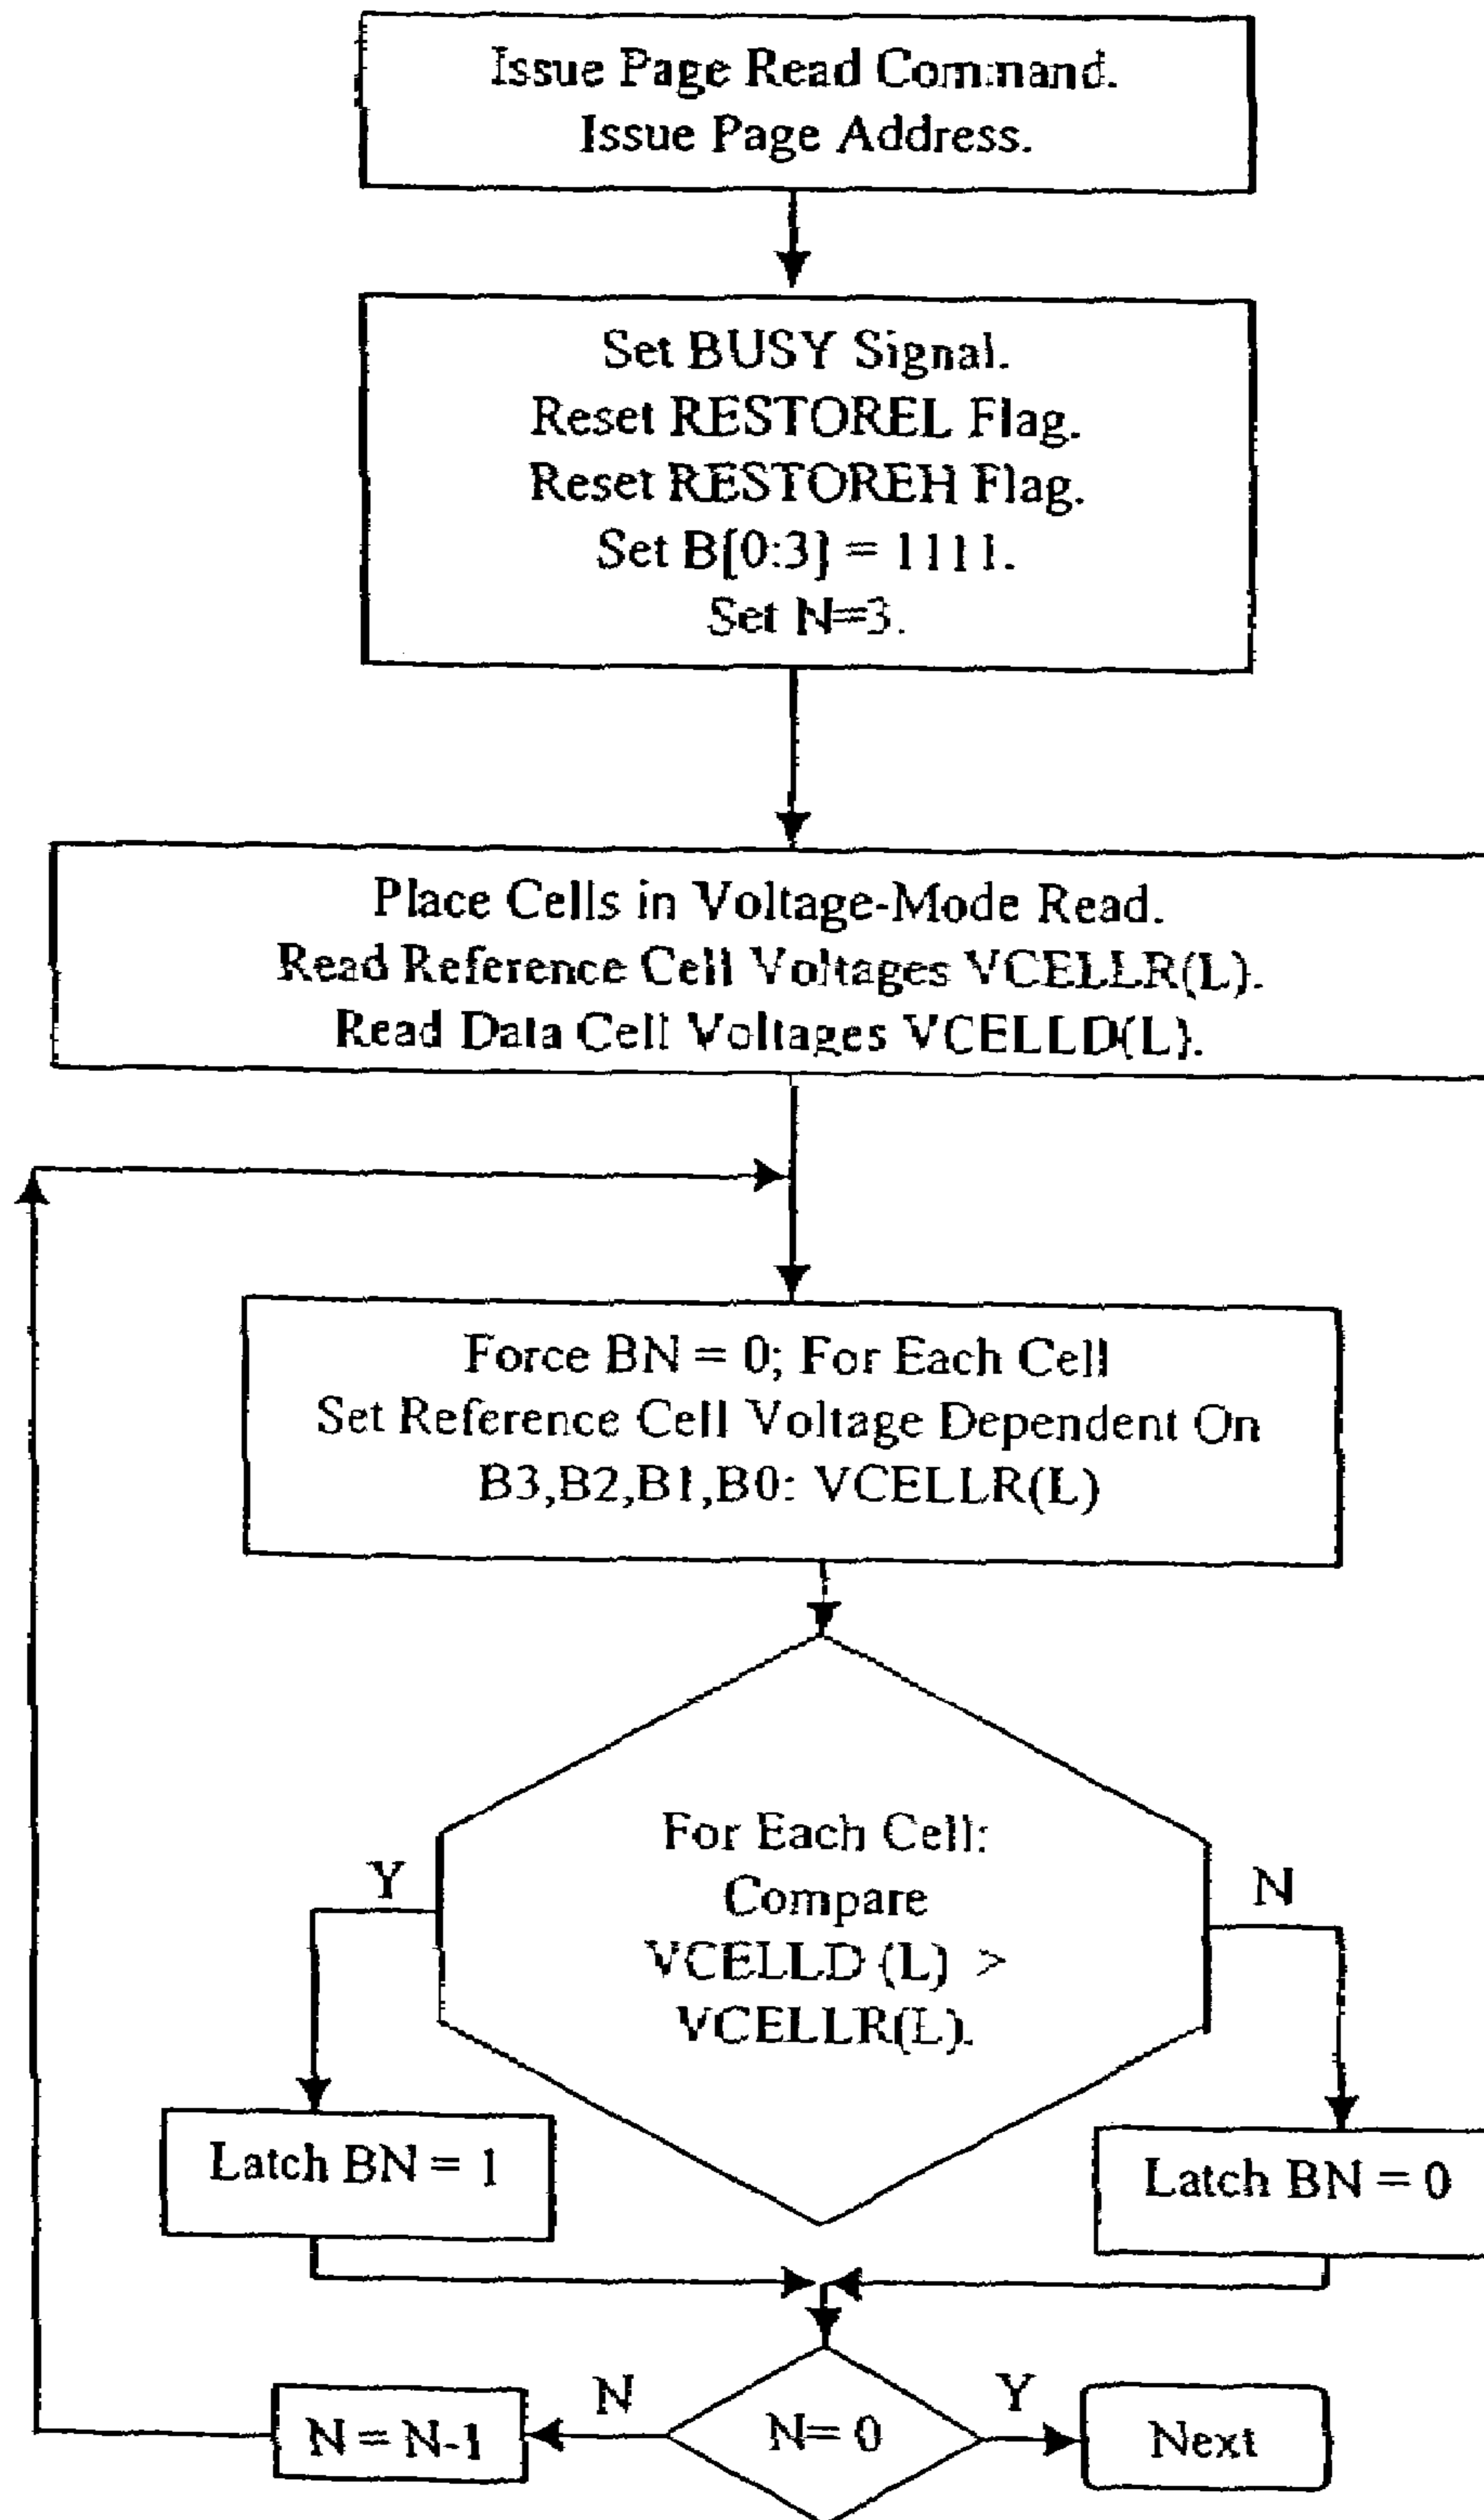 Issue Page Read Command.
Issue Page Address.
Set BUSY Signal.
Reset RESTOREL Flag.
Reset RESTOREH Flag.
Set B[0:3] = 1111.
Set N=3.
Place Cells in Voltage-Mode Read.
Read Reference Cell Voltages VCELLR(L).
Read Data Cell Voltages VCELLD(L).
Force BN = 0; For Each Cell
Set Reference Cell Voltage Dependent On
B3,B2,B1,B0: VCELLR(L)
For Each Cell:
Compare
VCELLD (L) >
VCELLR(L).
Y
N
Latch BN = 1
Latch BN = 0
N = N-1
N
N= 0
Y
Next